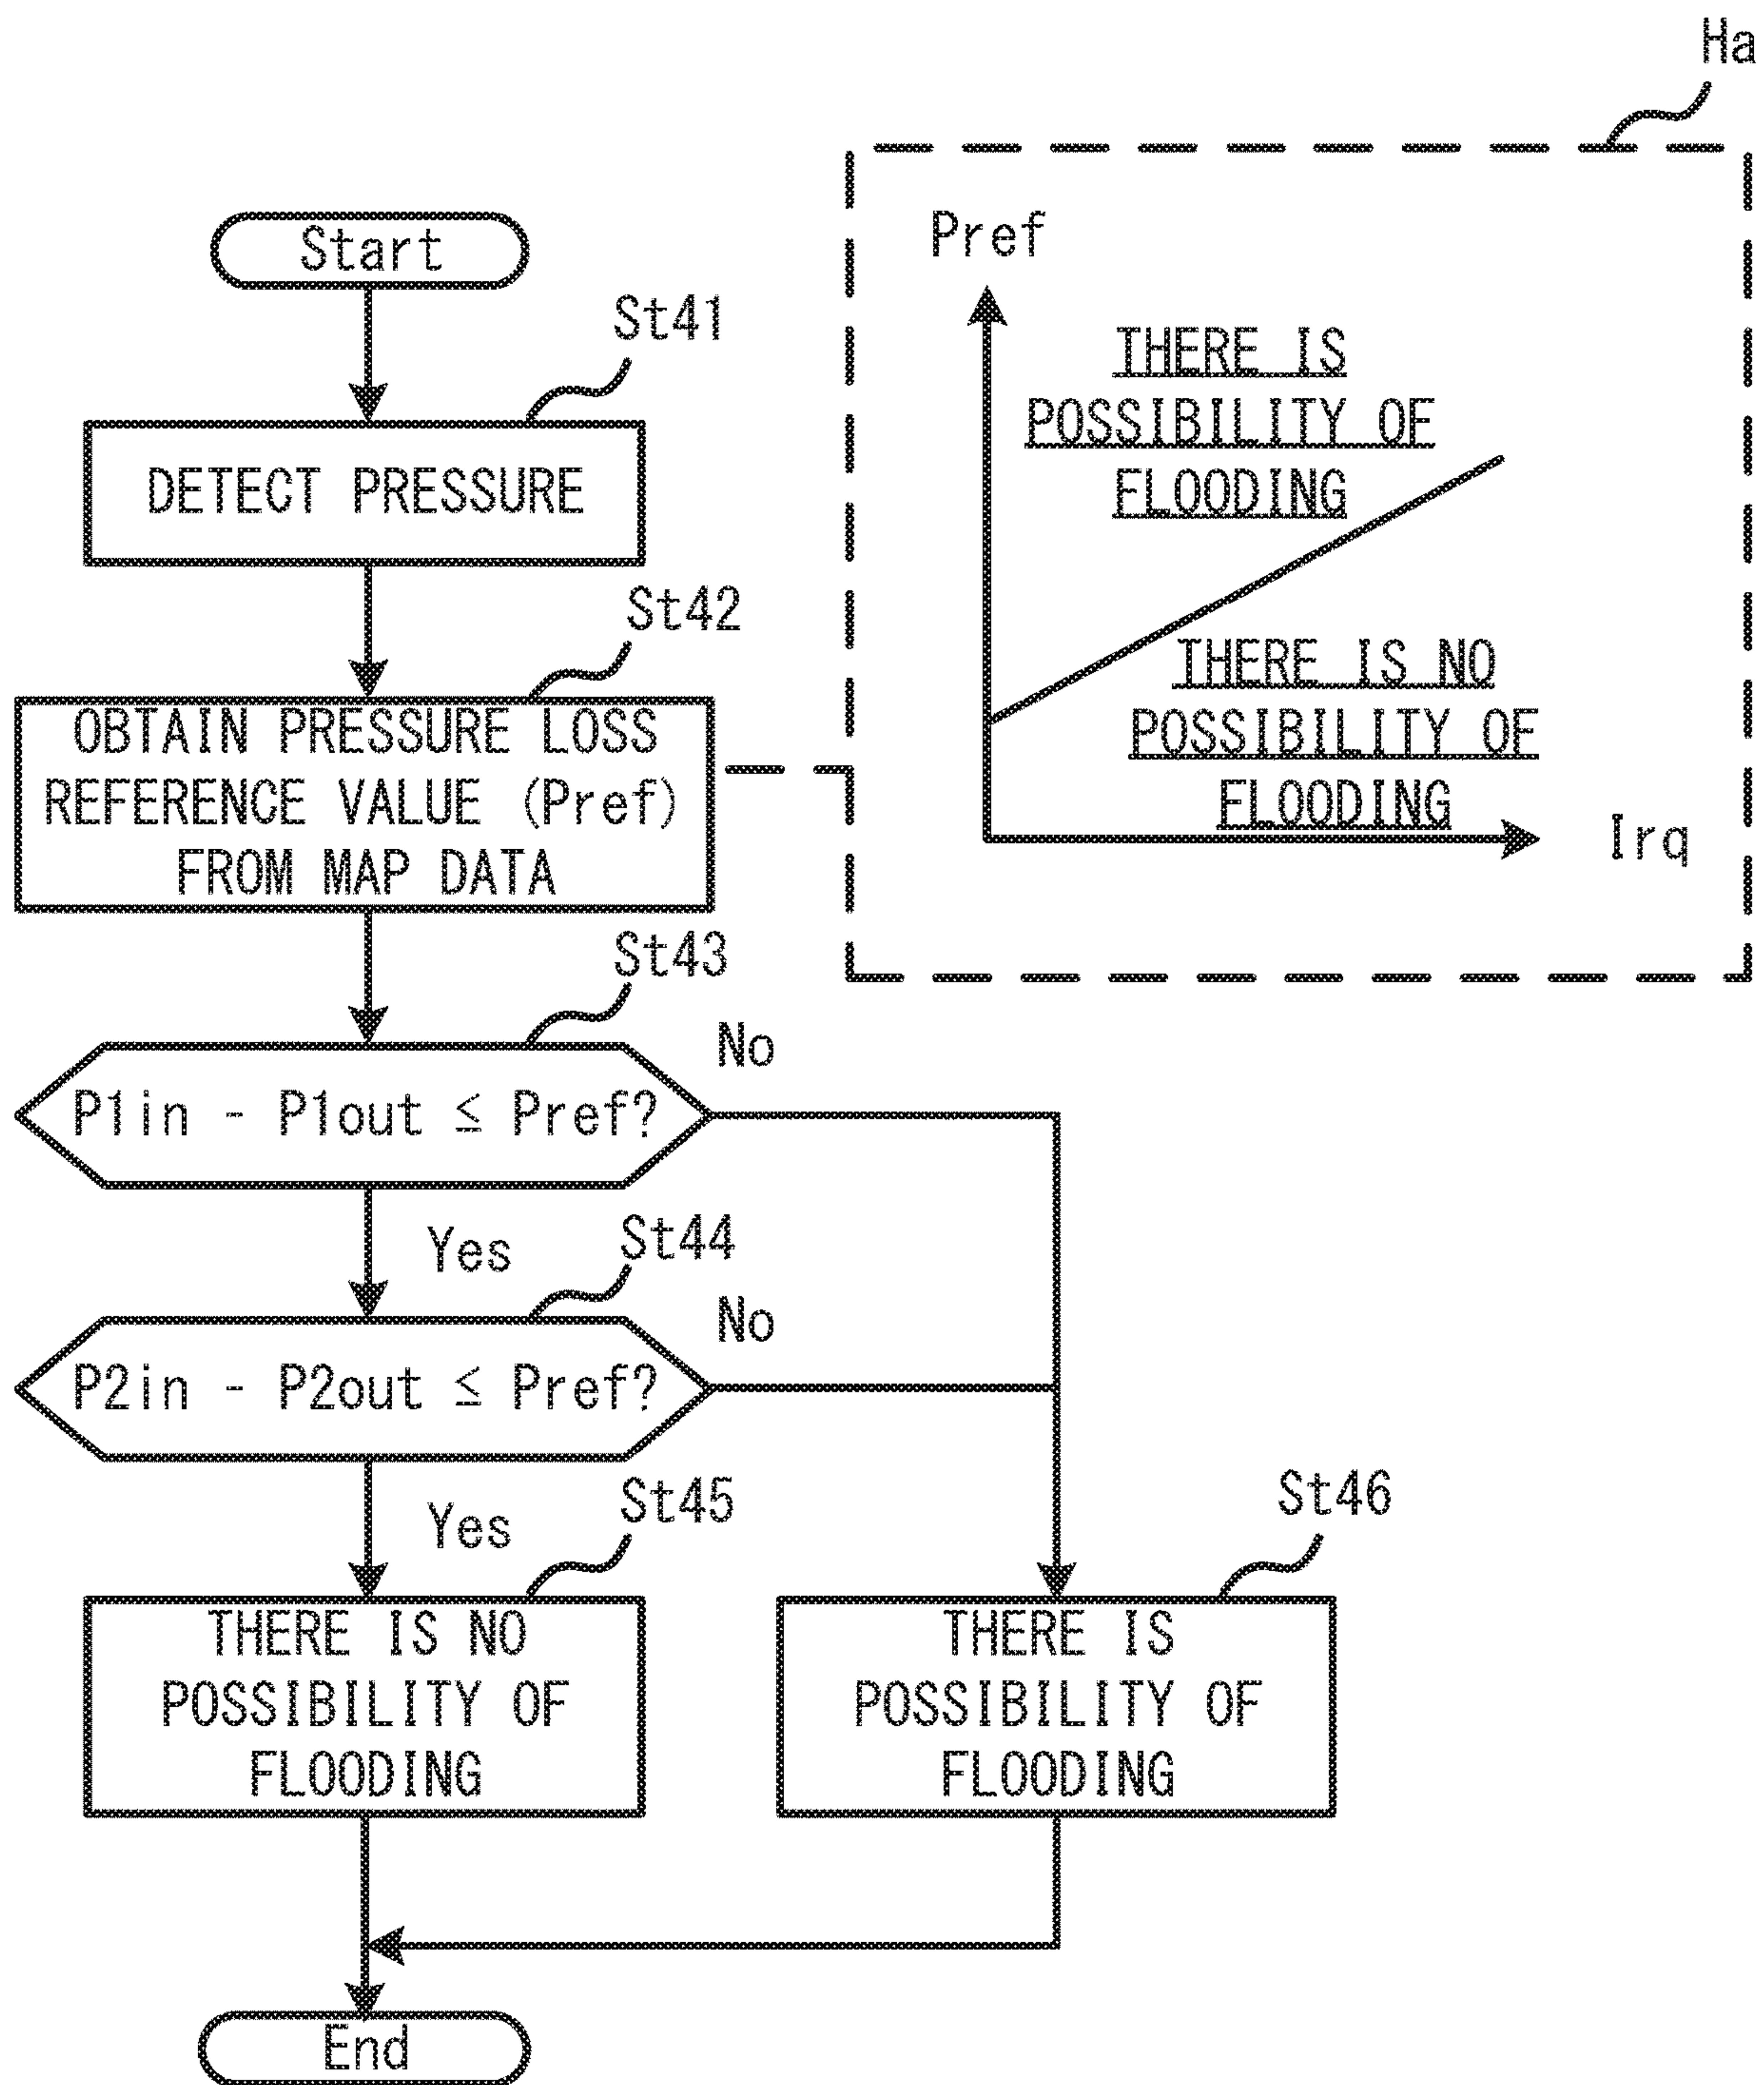 Ha
Start
St41
DETECT PRESSURE
St42
OBTAIN PRESSURE LOSS
REFERENCE VALUE (Pref)
FROM MAP DATA
Pref
THERE IS
POSSIBILITY OF
FLOODING
THERE IS NO
POSSIBILITY OF
FLOODING
Irq
St43
P1in - P1out ≤ Pref?
No
Yes
St44
P2in - P2out ≤ Pref?
No
Yes
St45
THERE IS NO
POSSIBILITY OF
FLOODING
St46
THERE IS
POSSIBILITY OF
FLOODING
End